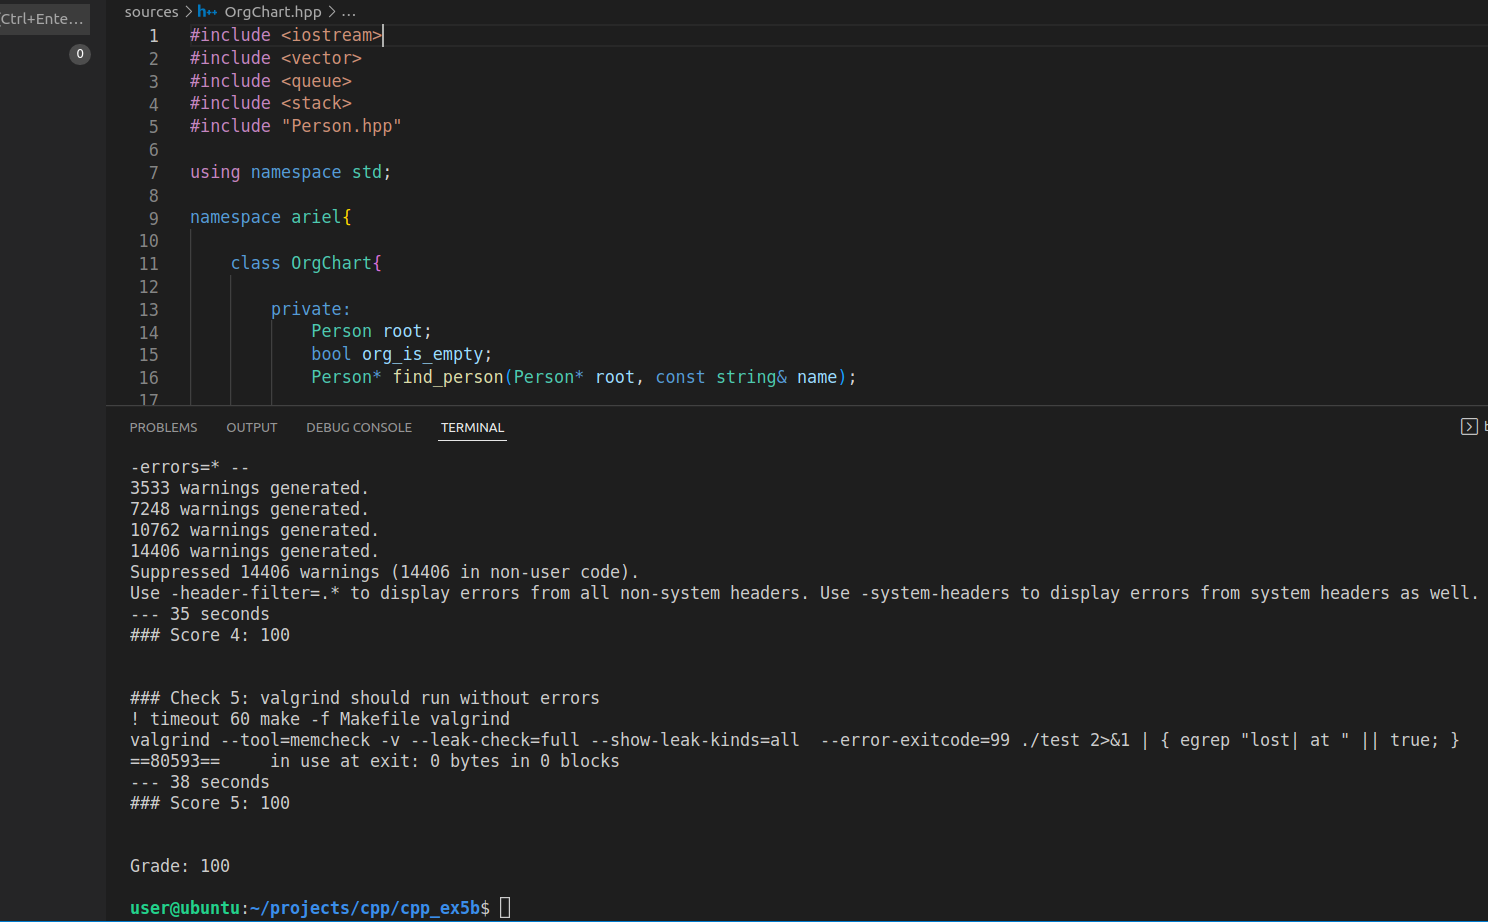 Ctrl+Ente...
0
sources > h++ OrgChart.hpp > ...
1 #include <iostream>
2 #include <vector>
3 #include <queue>
4 #include <stack>
5 #include "Person.hpp"
6
7 using namespace std;
8
9 namespace ariel{
10
11 class OrgChart{
12
13 private:
14 Person root;
15 bool org_is_empty;
16 Person* find_person(Person* root, const string& name);
17
PROBLEMS OUTPUT DEBUG CONSOLE TERMINAL
-errors=* --
3533 warnings generated.
7248 warnings generated.
10762 warnings generated.
14406 warnings generated.
Suppressed 14406 warnings (14406 in non-user code).
Use -header-filter=.* to display errors from all non-system headers. Use -system-headers to display errors from system headers as well.
--- 35 seconds
### Score 4: 100
### Check 5: valgrind should run without errors
! timeout 60 make -f Makefile valgrind
valgrind --tool=memcheck -v --leak-check=full --show-leak-kinds=all  --error-exitcode=99 ./test 2>&1 | { egrep "lost| at " || true; }
==80593==     in use at exit: 0 bytes in 0 blocks
--- 38 seconds
### Score 5: 100
Grade: 100
user@ubuntu:~/projects/cpp/cpp_ex5b$